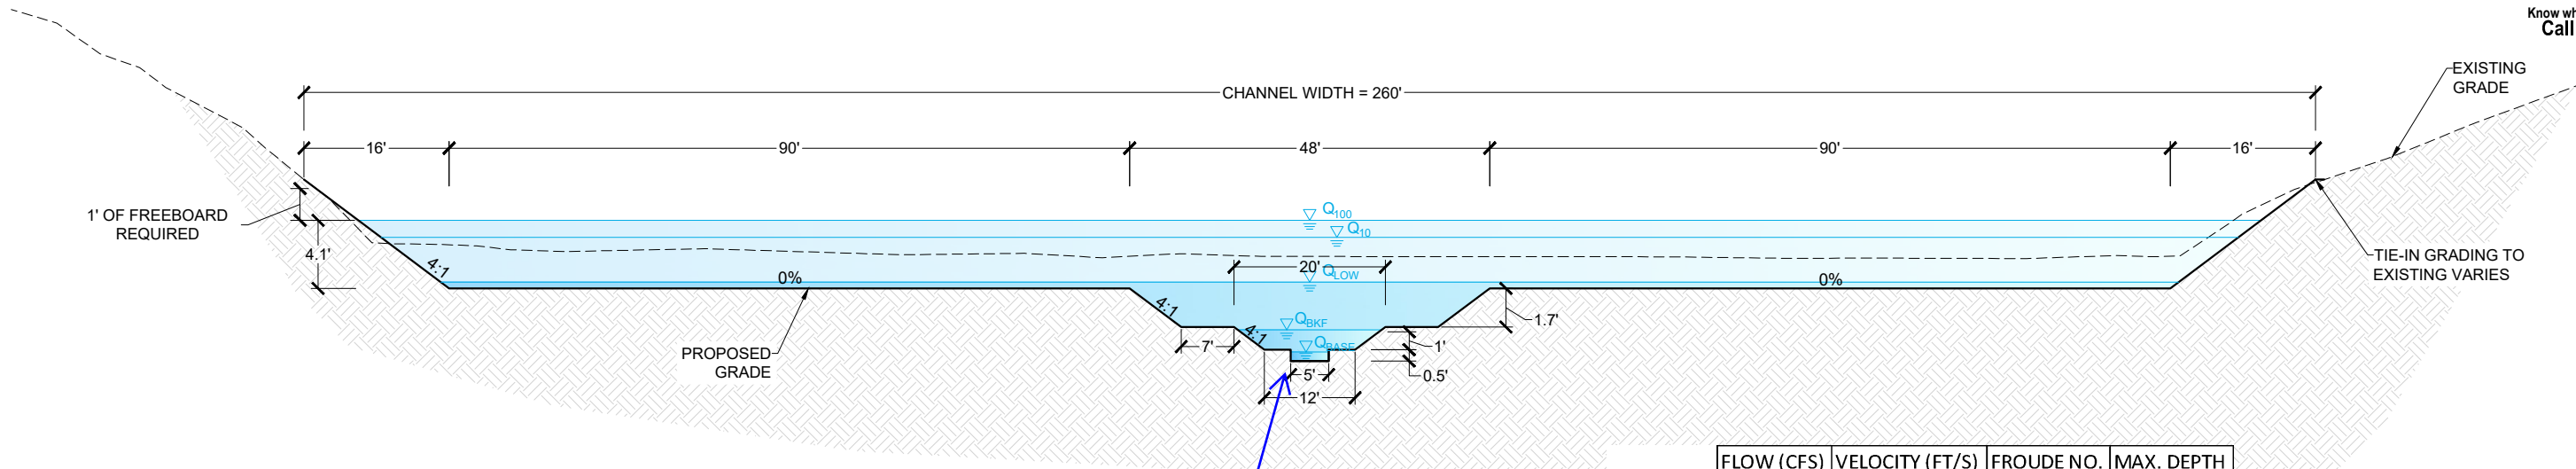 Know wh
Call
EXISTING
GRADE
CHANNEL WIDTH = 260'
16'
90'
48'
90'
16'
1' OF FREEBOARD
REQUIRED
4.1'
4:1
0%
Q100
Q10
20'
QLOW
0%
TIE-IN GRADING TO
EXISTING VARIES
4:1
QBKF
1.7'
4:1
QBASE
7'
1'
PROPOSED
GRADE
5'
0.5'
12'
FLOW (CFS) VELOCITY (FT/S) FROUDE NO. MAX. DEPTH